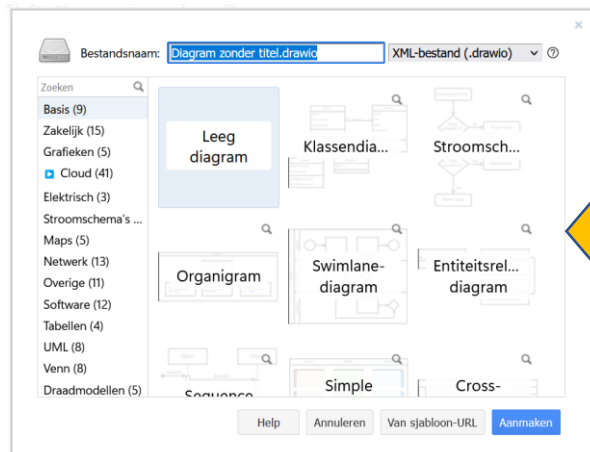 Bestandsnaam: Diagram zonder titel.drawio XML-bestand (.drawio)
Zoeken
Basis (9)
Zakelijk (15)
Grafieken (5)
Cloud (41)
Elektrisch (3)
Stroomschema's ...
Maps (5)
Netwerk (13)
Overige (11)
Software (12)
Tabellen (4)
UML (8)
Venn (8)
Draadmodellen (5)
Leeg
diagram
Klassendia...
Stroomsch...
Organigram
Swimlane-
diagram
Entiteitsrel...
diagram
Sequence
Simple
Cross-
Help Annuleren Van sjabloon-URL Aanmaken